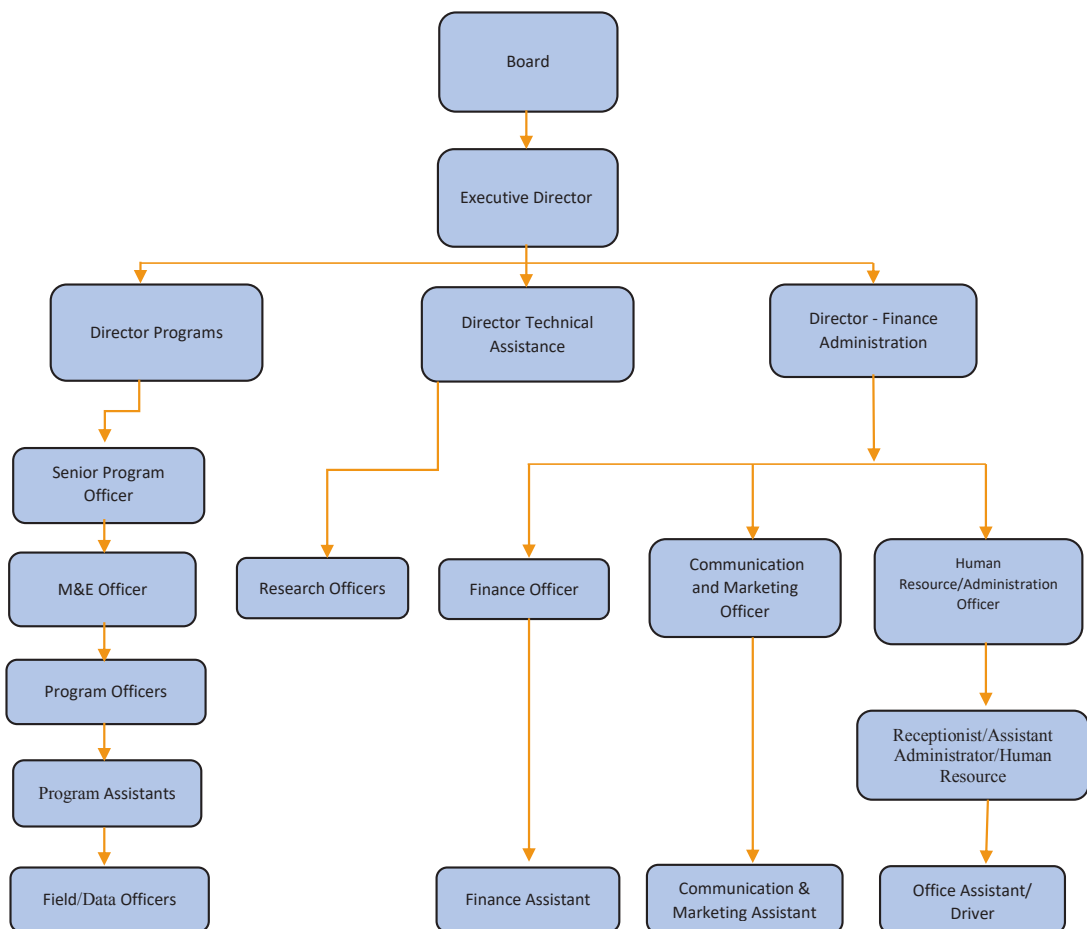 Board
Executive Director
Director Programs
Director Technical
Assistance
Director - Finance
Administration
Senior Program
Officer
M&E Officer
Research Officers
Finance Officer
Communication
and Marketing
Officer
Human
Resource/Administration
Officer
Program Officers
Receptionist/Assistant
Administrator/Human
Resource
Program Assistants
Field/Data Officers
Finance Assistant
Communication &
Marketing Assistant
Office Assistant/
Driver